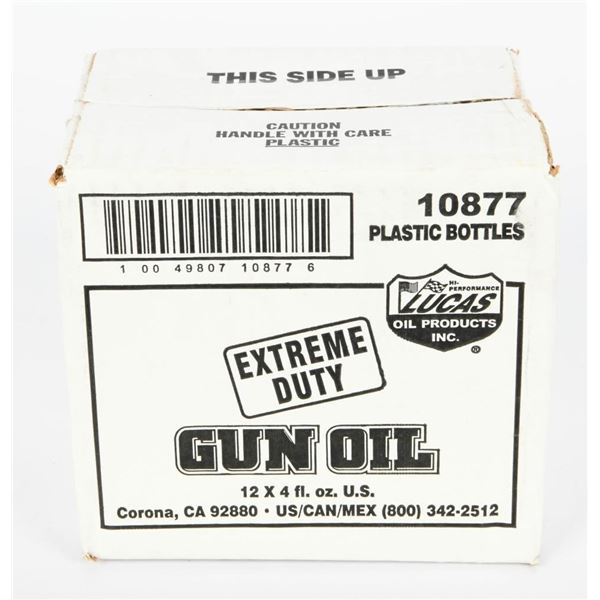 THIS SIDE UP
CAUTION
HANDLE WITH CARE
PLASTIC
1 00 49807 10877 6
10877
PLASTIC BOTTLES
HI-
PERFORMANCE
LUCAS
OIL PRODUCTS
INC.
®
EXTREME
DUTY
GUN OIL
12 X 4 fl. oz. U.S.
Corona, CA 92880 • US/CAN/MEX (800) 342-2512